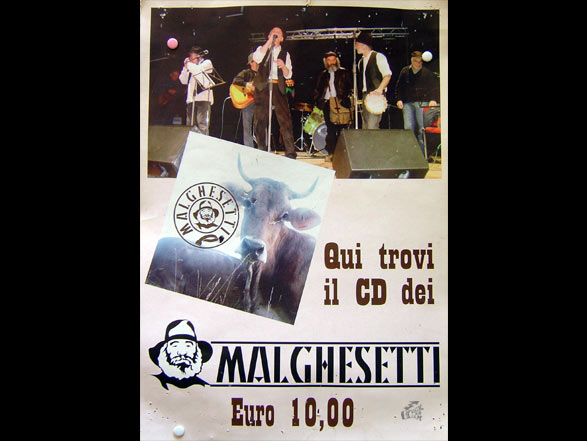 MALGHESETTI
Qui trovi
il CD dei
MALGHESETTI
Euro 10,00